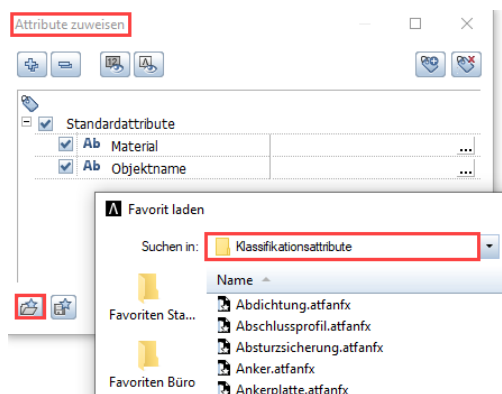 Attribute zuweisen
Standardattribute
Ab Material ...
Ab Objektname ...
Favorit laden
Suchen in: Klassifikationsattribute
Name
Favoriten Sta...
Favoriten Büro
Abdichtung.atfanfx
Abschlussprofil.atfanfx
Absturzsicherung.atfanfx
Anker.atfanfx
Ankerplatte.atfanfx